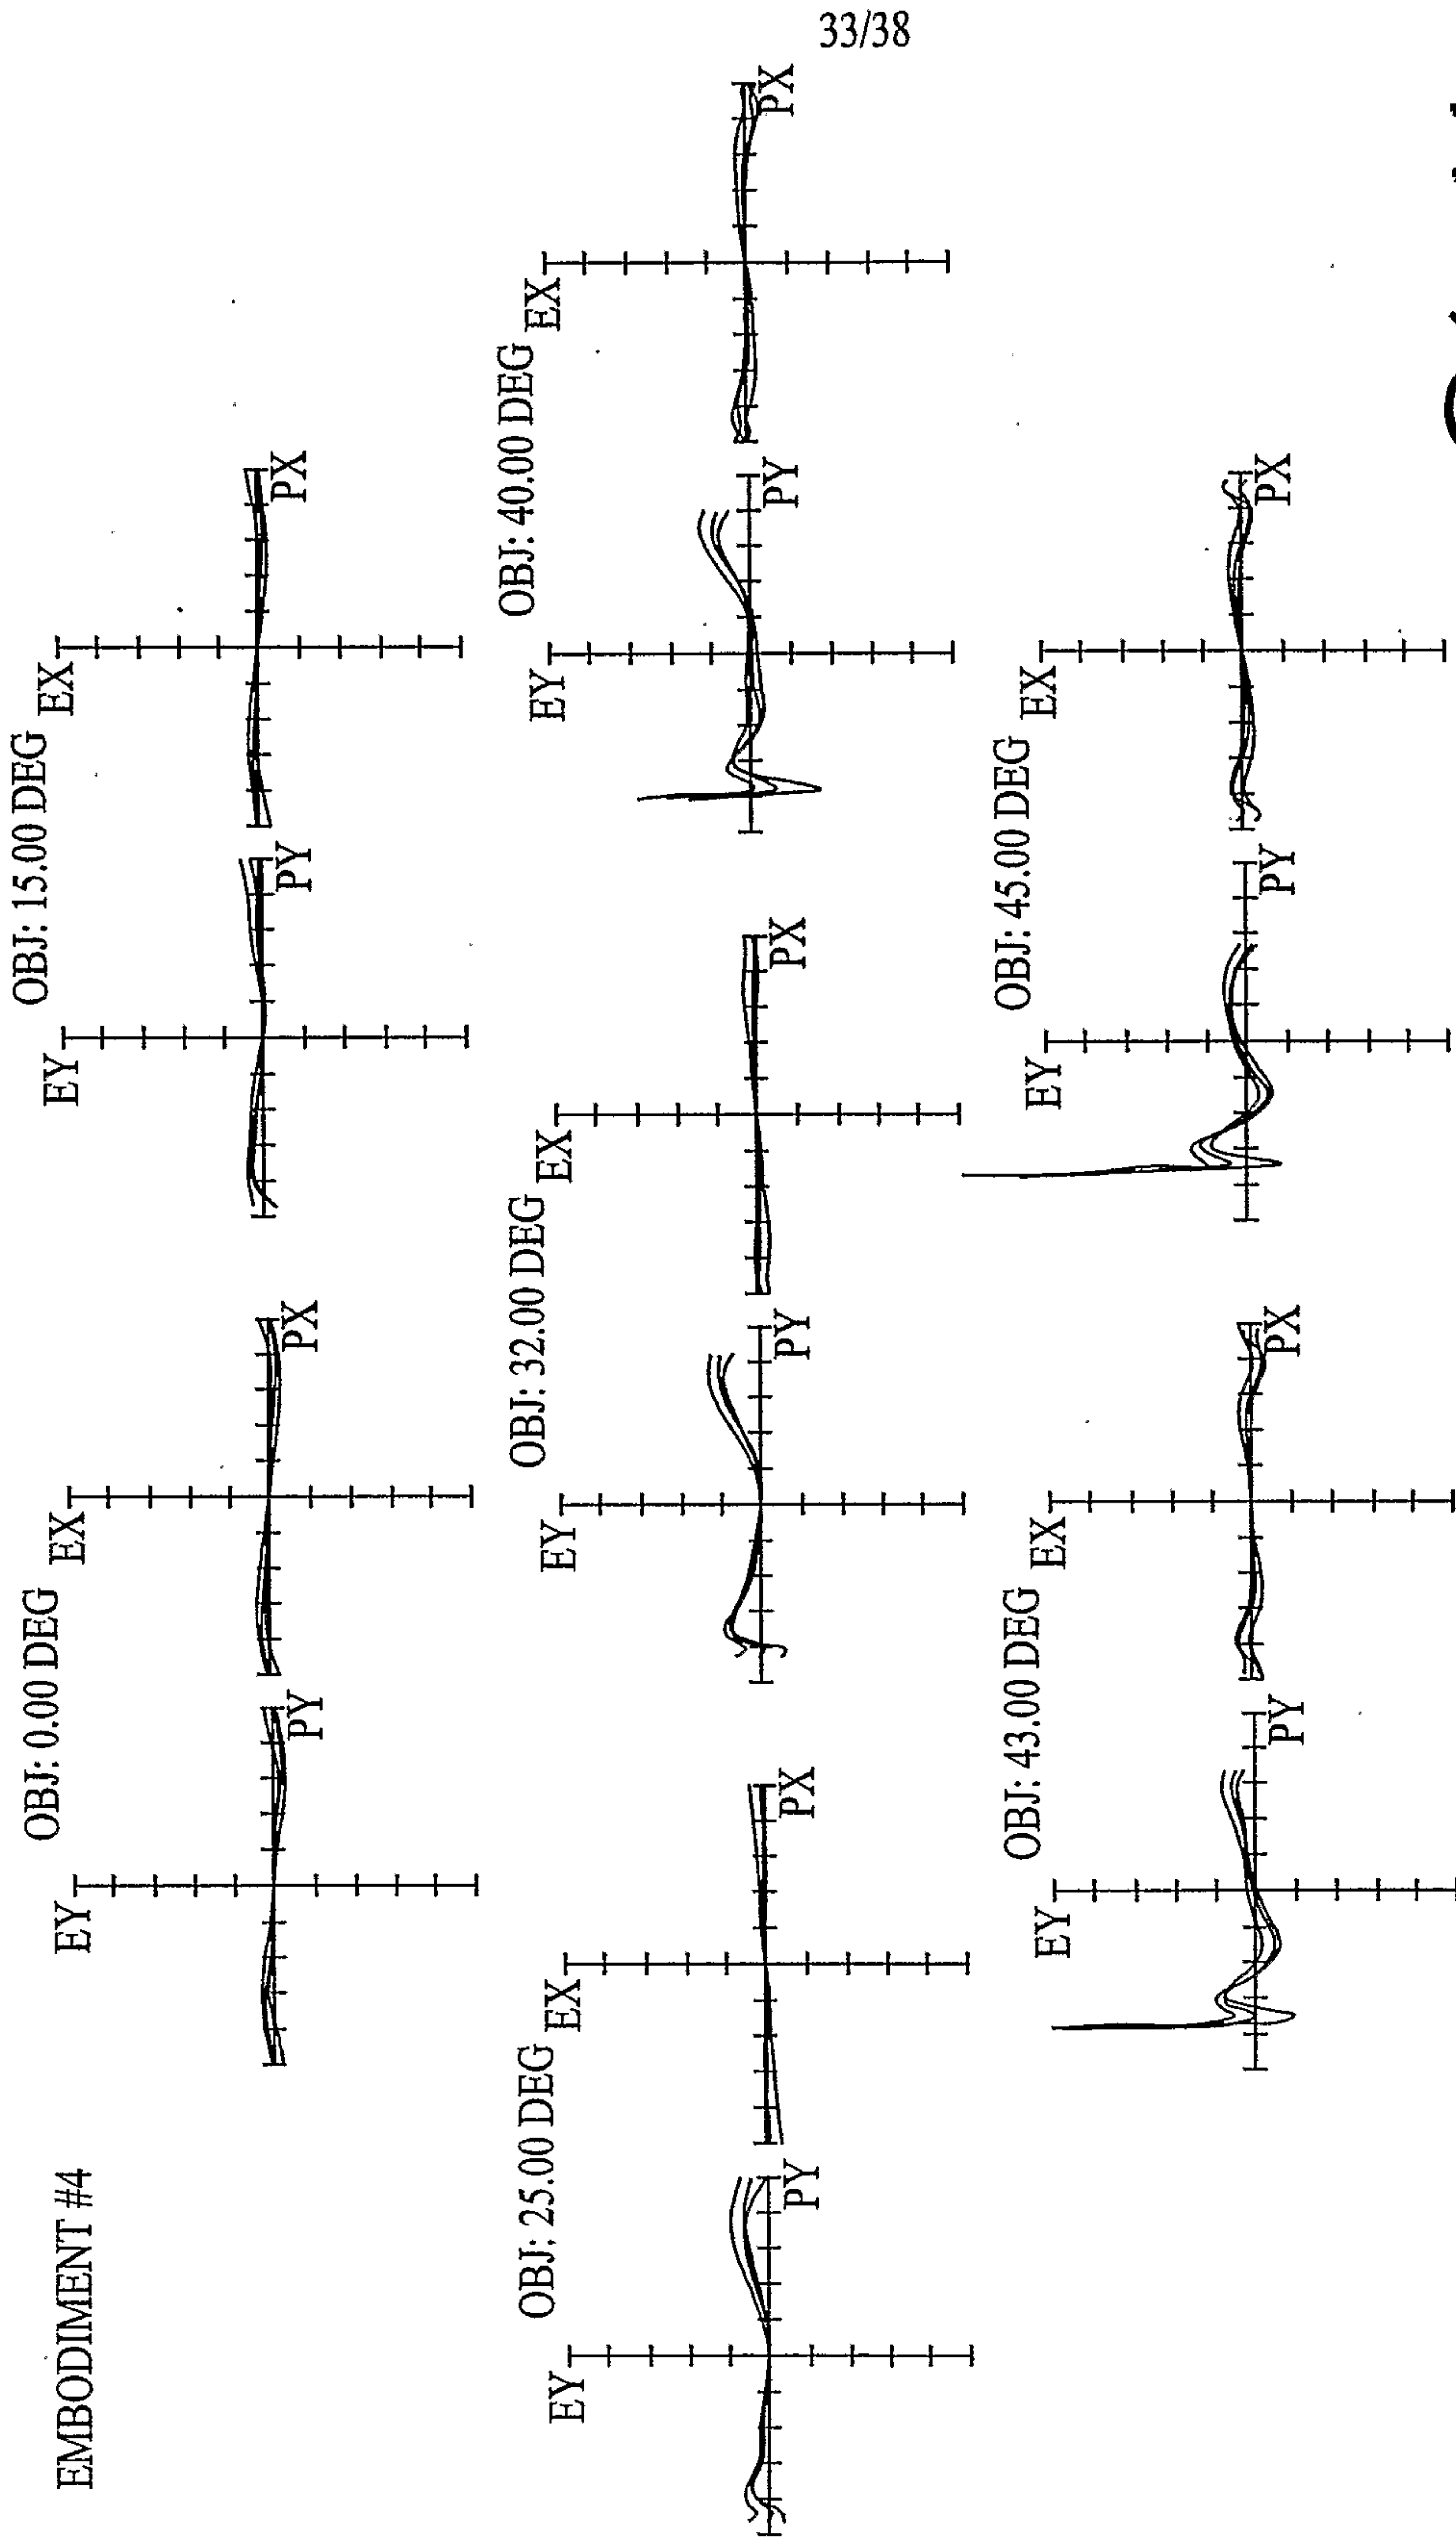 33/38
EMBODIMENT #4
OBJ: 0.00 DEG
EY
PY
EX
PX
OBJ: 15.00 DEG
EY
PY
EX
PX
OBJ: 25.00 DEG
EY
PY
EX
PX
OBJ: 32.00 DEG
EY
PY
EX
PX
OBJ: 40.00 DEG
EY
PY
EX
PX
OBJ: 43.00 DEG
EY
PY
EX
PX
OBJ: 45.00 DEG
EY
PY
EX
PX